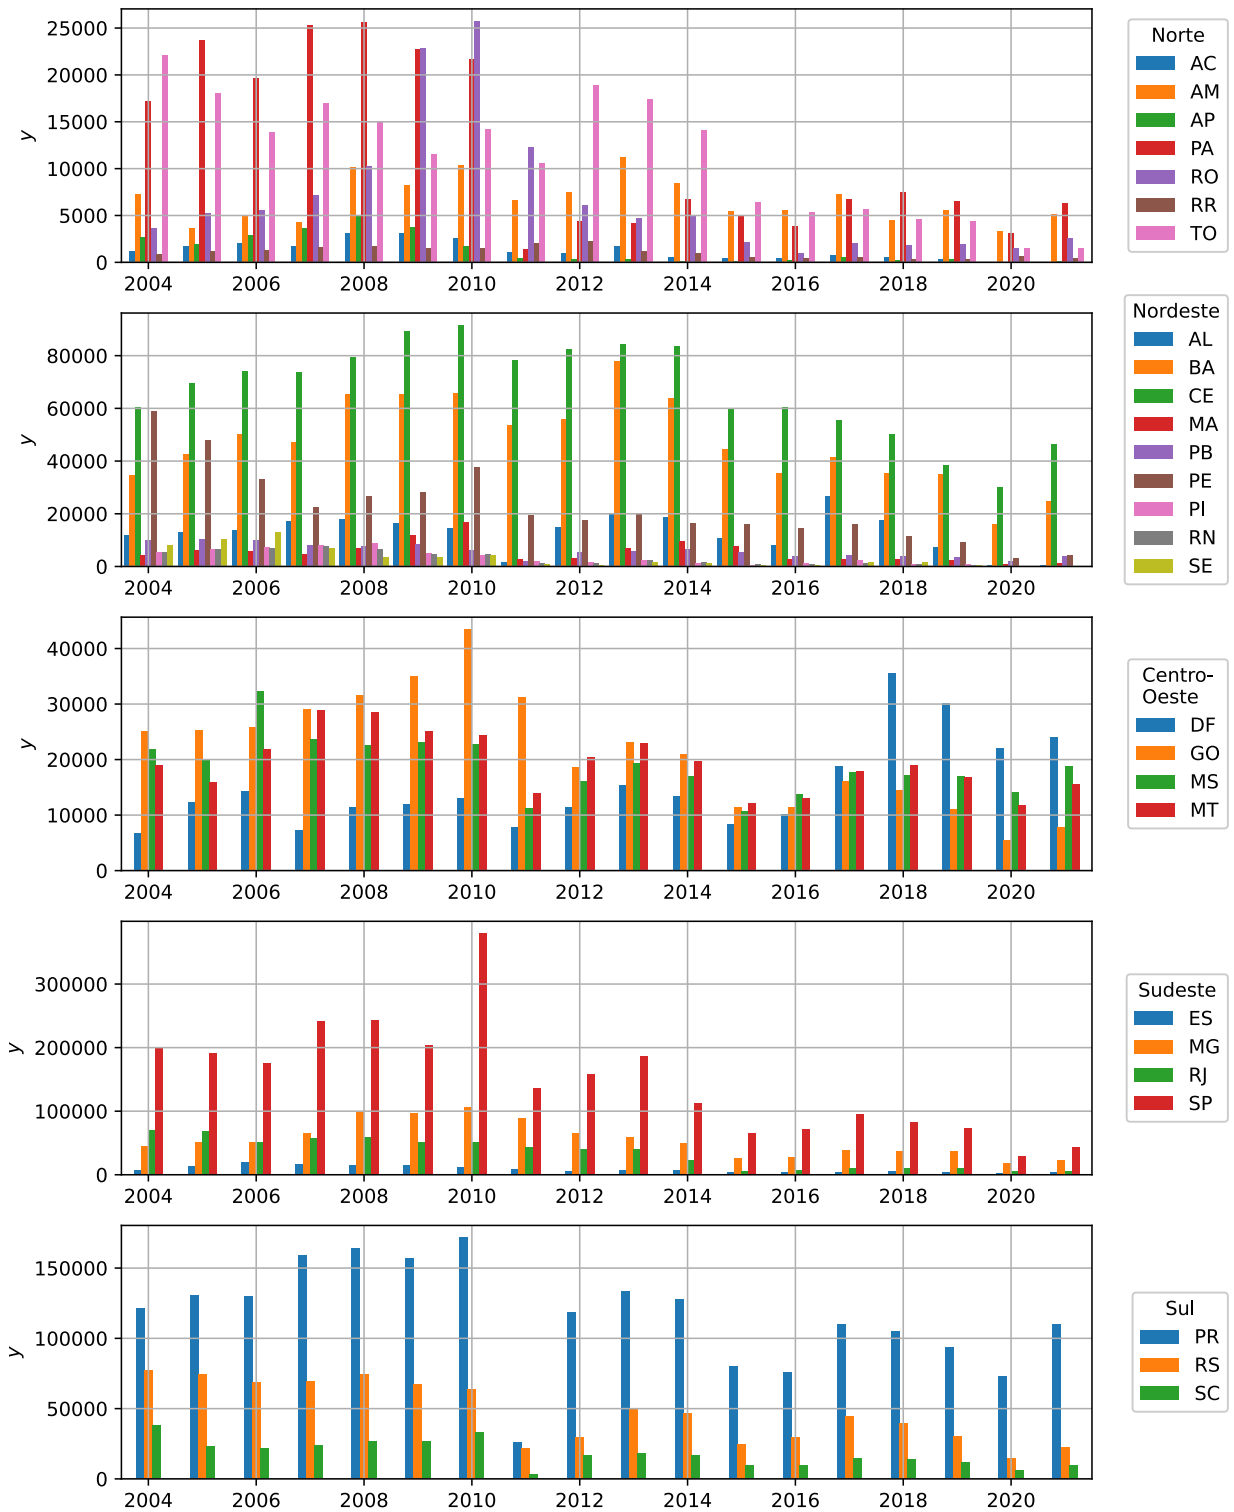 25000
20000
15000
10000
5000
0
y
2004 2006 2008 2010 2012 2014 2016 2018 2020
Norte
AC
AM
AP
PA
RO
RR
TO
80000
60000
40000
20000
0
y
2004 2006 2008 2010 2012 2014 2016 2018 2020
Nordeste
AL
BA
CE
MA
PB
PE
PI
RN
SE
40000
30000
20000
10000
0
y
2004 2006 2008 2010 2012 2014 2016 2018 2020
Centro-
Oeste
DF
GO
MS
MT
300000
200000
100000
0
y
2004 2006 2008 2010 2012 2014 2016 2018 2020
Sudeste
ES
MG
RJ
SP
150000
100000
50000
0
y
2004 2006 2008 2010 2012 2014 2016 2018 2020
Sul
PR
RS
SC